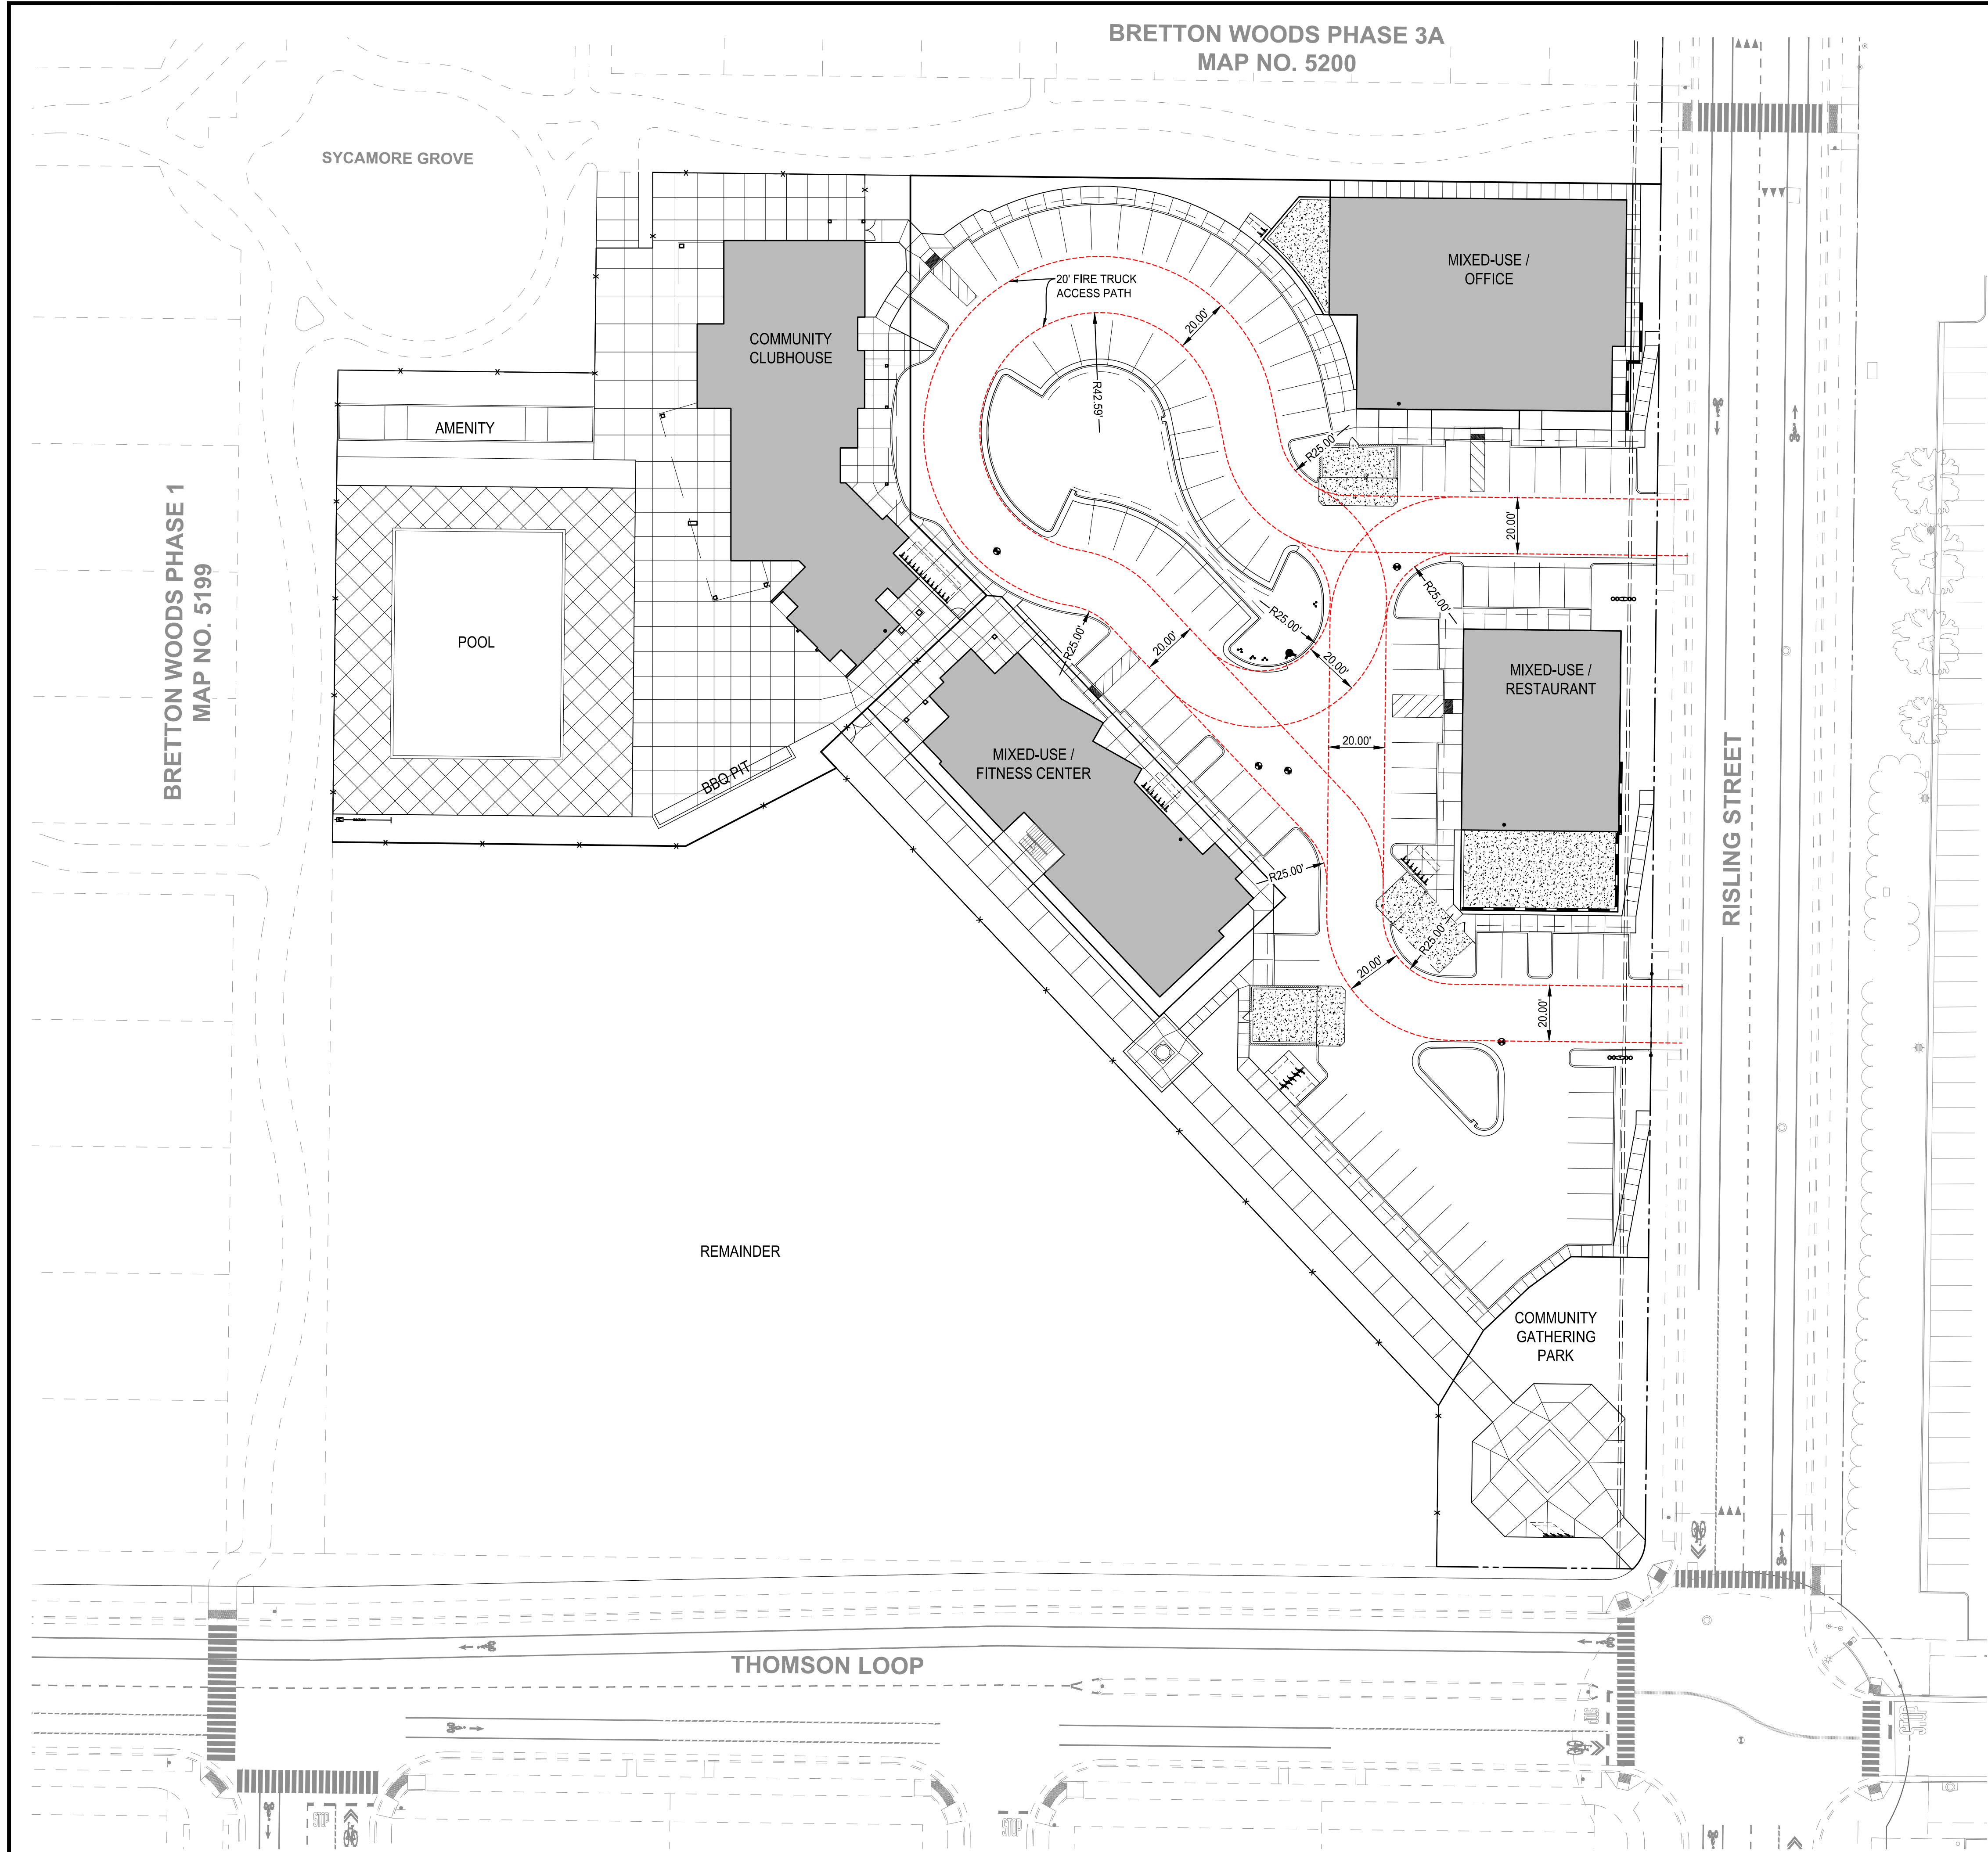 BRETTON WOODS PHASE 3A
MAP NO. 5200
SYCAMORE GROVE
BRETTON WOODS PHASE 1
MAP NO. 5199
COMMUNITY
CLUBHOUSE
20' FIRE TRUCK
ACCESS PATH
20.00'
R42.59'
MIXED-USE /
OFFICE
AMENITY
R25.00'
20.00'
R25.00'
POOL
R25.00'
R25.00'
20.00'
20.00'
MIXED-USE /
RESTAURANT
20.00'
MIXED-USE /
FITNESS CENTER
BBQ PIT
R25.00'
R25.00'
20.00'
20.00'
RISLING STREET
REMAINDER
COMMUNITY
GATHERING
PARK
THOMSON LOOP
STOP
STOP
STOP
STOP